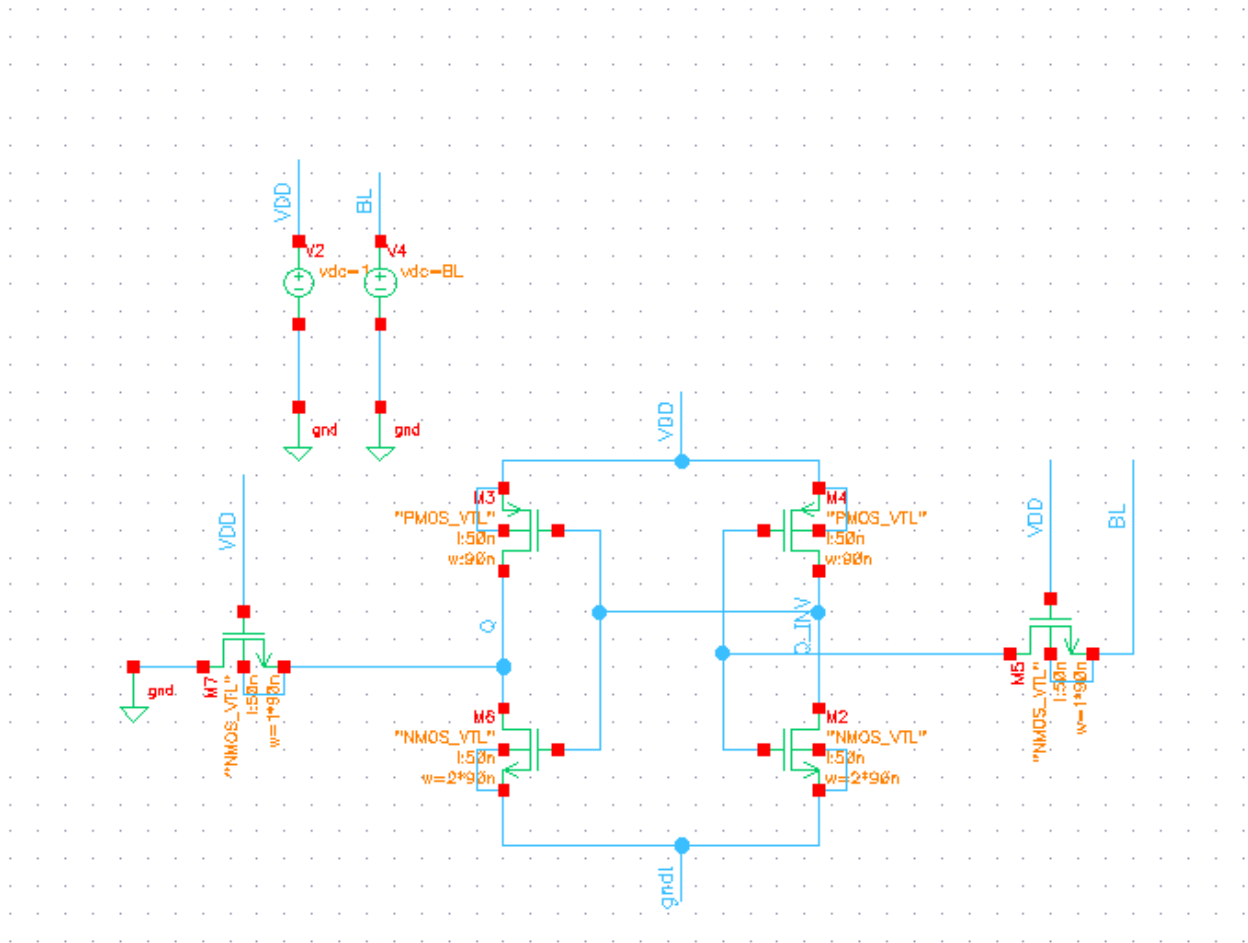 VDD
BL
V2
V4
vdc=1
vdc=BL
gnd
gnd
VDD
M3
"PMOS_VTL"
l:50n
w:90n
M4
"PMOS_VTL"
l:50n
w:90n
VDD
VDD
BL
Q
Q_INV
gnd
M7
"NMOS_VTL"
l:50n
w=1*90n
M5
"NMOS_VTL"
l:50n
w=1*90n
M6
"NMOS_VTL"
l:50n
w=2*90n
M2
"NMOS_VTL"
l:50n
w=2*90n
gnd!